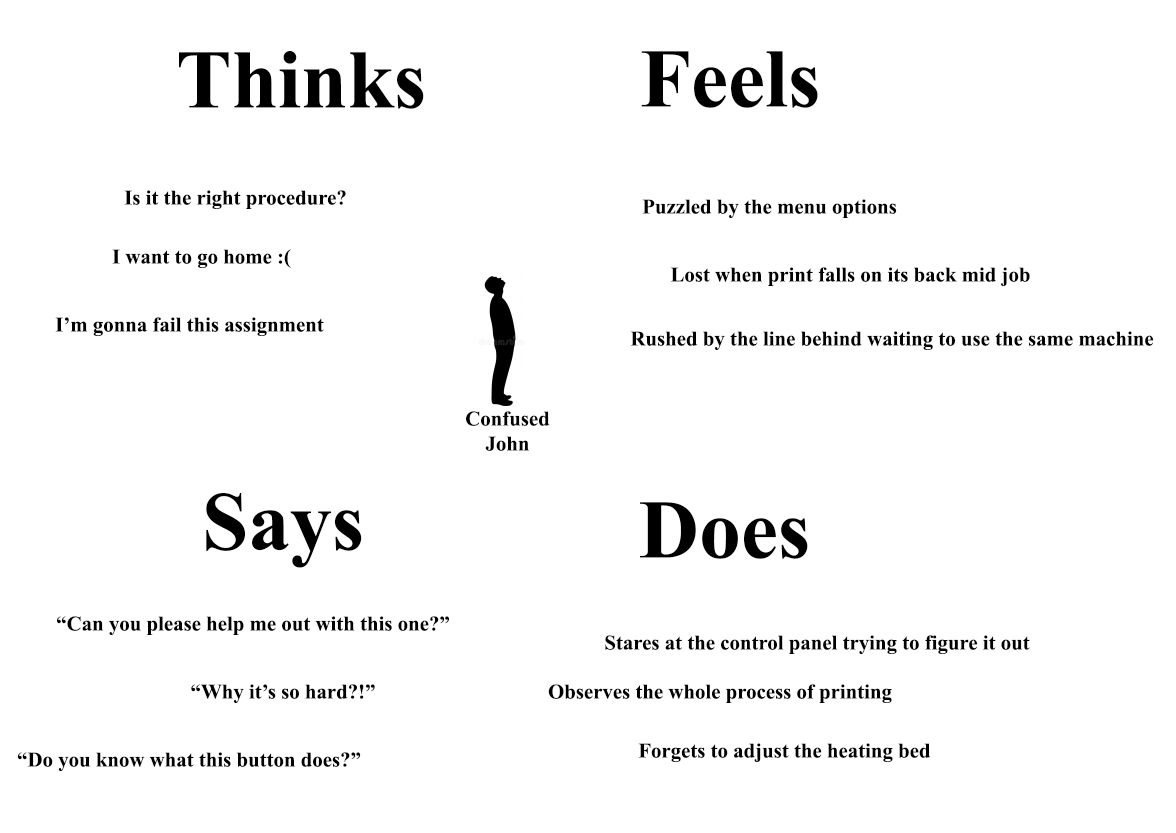 Thinks
Is it the right procedure?
I want to go home :(
I’m gonna fail this assignment
Feels
Puzzled by the menu options
Lost when print falls on its back mid job
Rushed by the line behind waiting to use the same machine
Confused
John
Says
“Can you please help me out with this one?”
“Why it’s so hard?!”
“Do you know what this button does?”
Does
Stares at the control panel trying to figure it out
Observes the whole process of printing
Forgets to adjust the heating bed